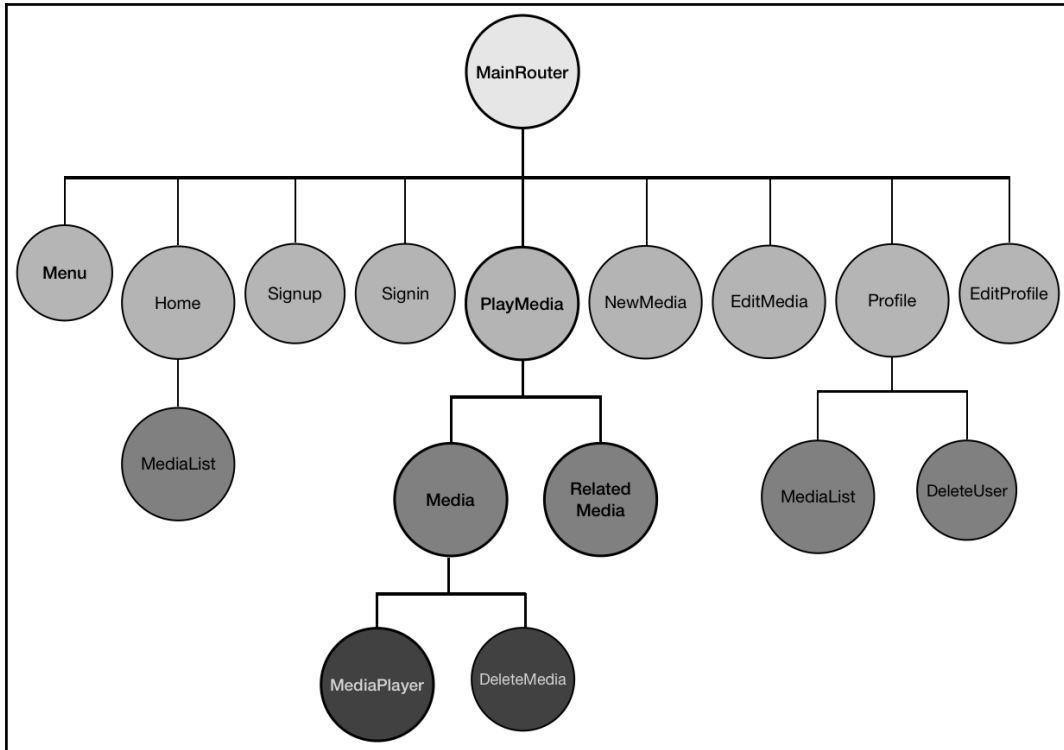 MainRouter
Menu
Home
Signup
Signin
PlayMedia
NewMedia
EditMedia
Profile
EditProfile
MediaList
Media
Related
Media
MediaList
DeleteUser
MediaPlayer
DeleteMedia